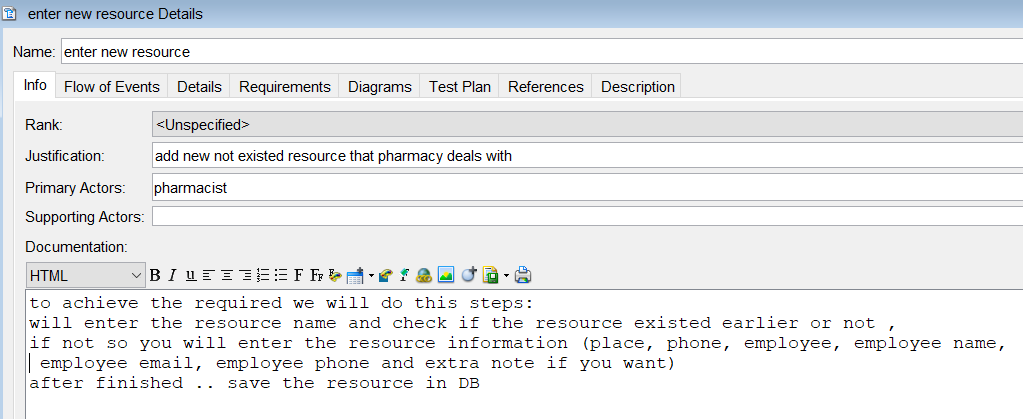 enter new resource Details
Name: enter new resource
Info Flow of Events Details Requirements Diagrams Test Plan References Description
Rank: <Unspecified>
Justification: add new not existed resource that pharmacy deals with
Primary Actors: pharmacist
Supporting Actors:
Documentation:
HTML B I u F FF
to achieve the required we will do this steps:
will enter the resource name and check if the resource existed earlier or not ,
if not so you will enter the resource information (place, phone, employee, employee name,
employee email, employee phone and extra note if you want)
after finished .. save the resource in DB